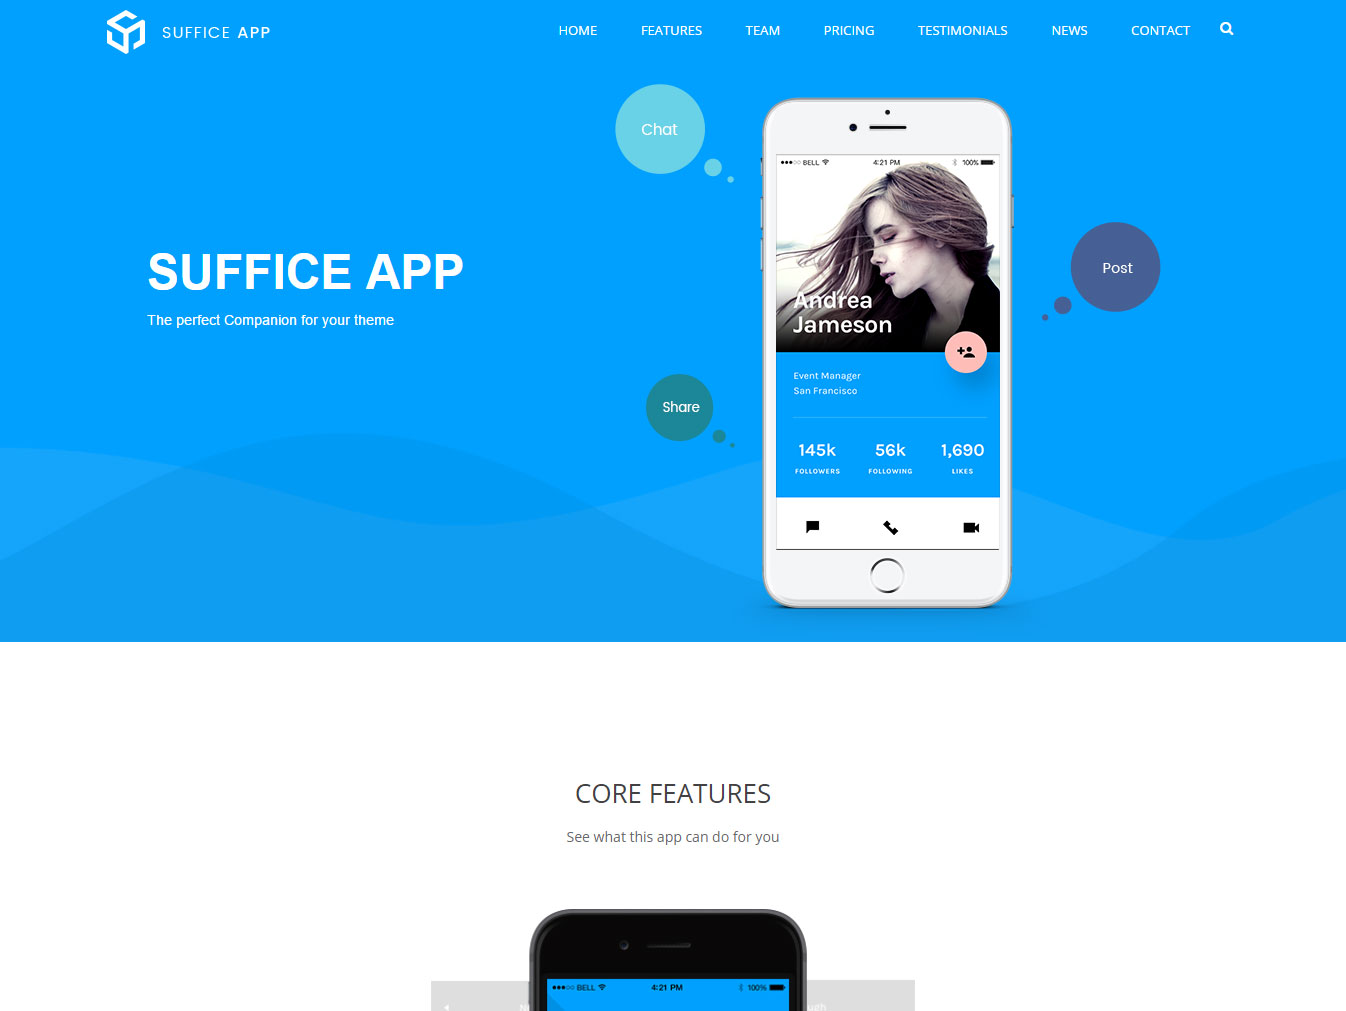 SUFFICE APP
HOME FEATURES TEAM PRICING TESTIMONIALS NEWS CONTACT
Chat
BELL 4:21 PM 100%
Post
SUFFICE APP
The perfect Companion for your theme
Andrea
Jameson
Event Manager
San Francisco
Share
145k 56k 1,690
FOLLOWERS FOLLOWING LIKES
CORE FEATURES
See what this app can do for you
BELL 4:21 PM 100%